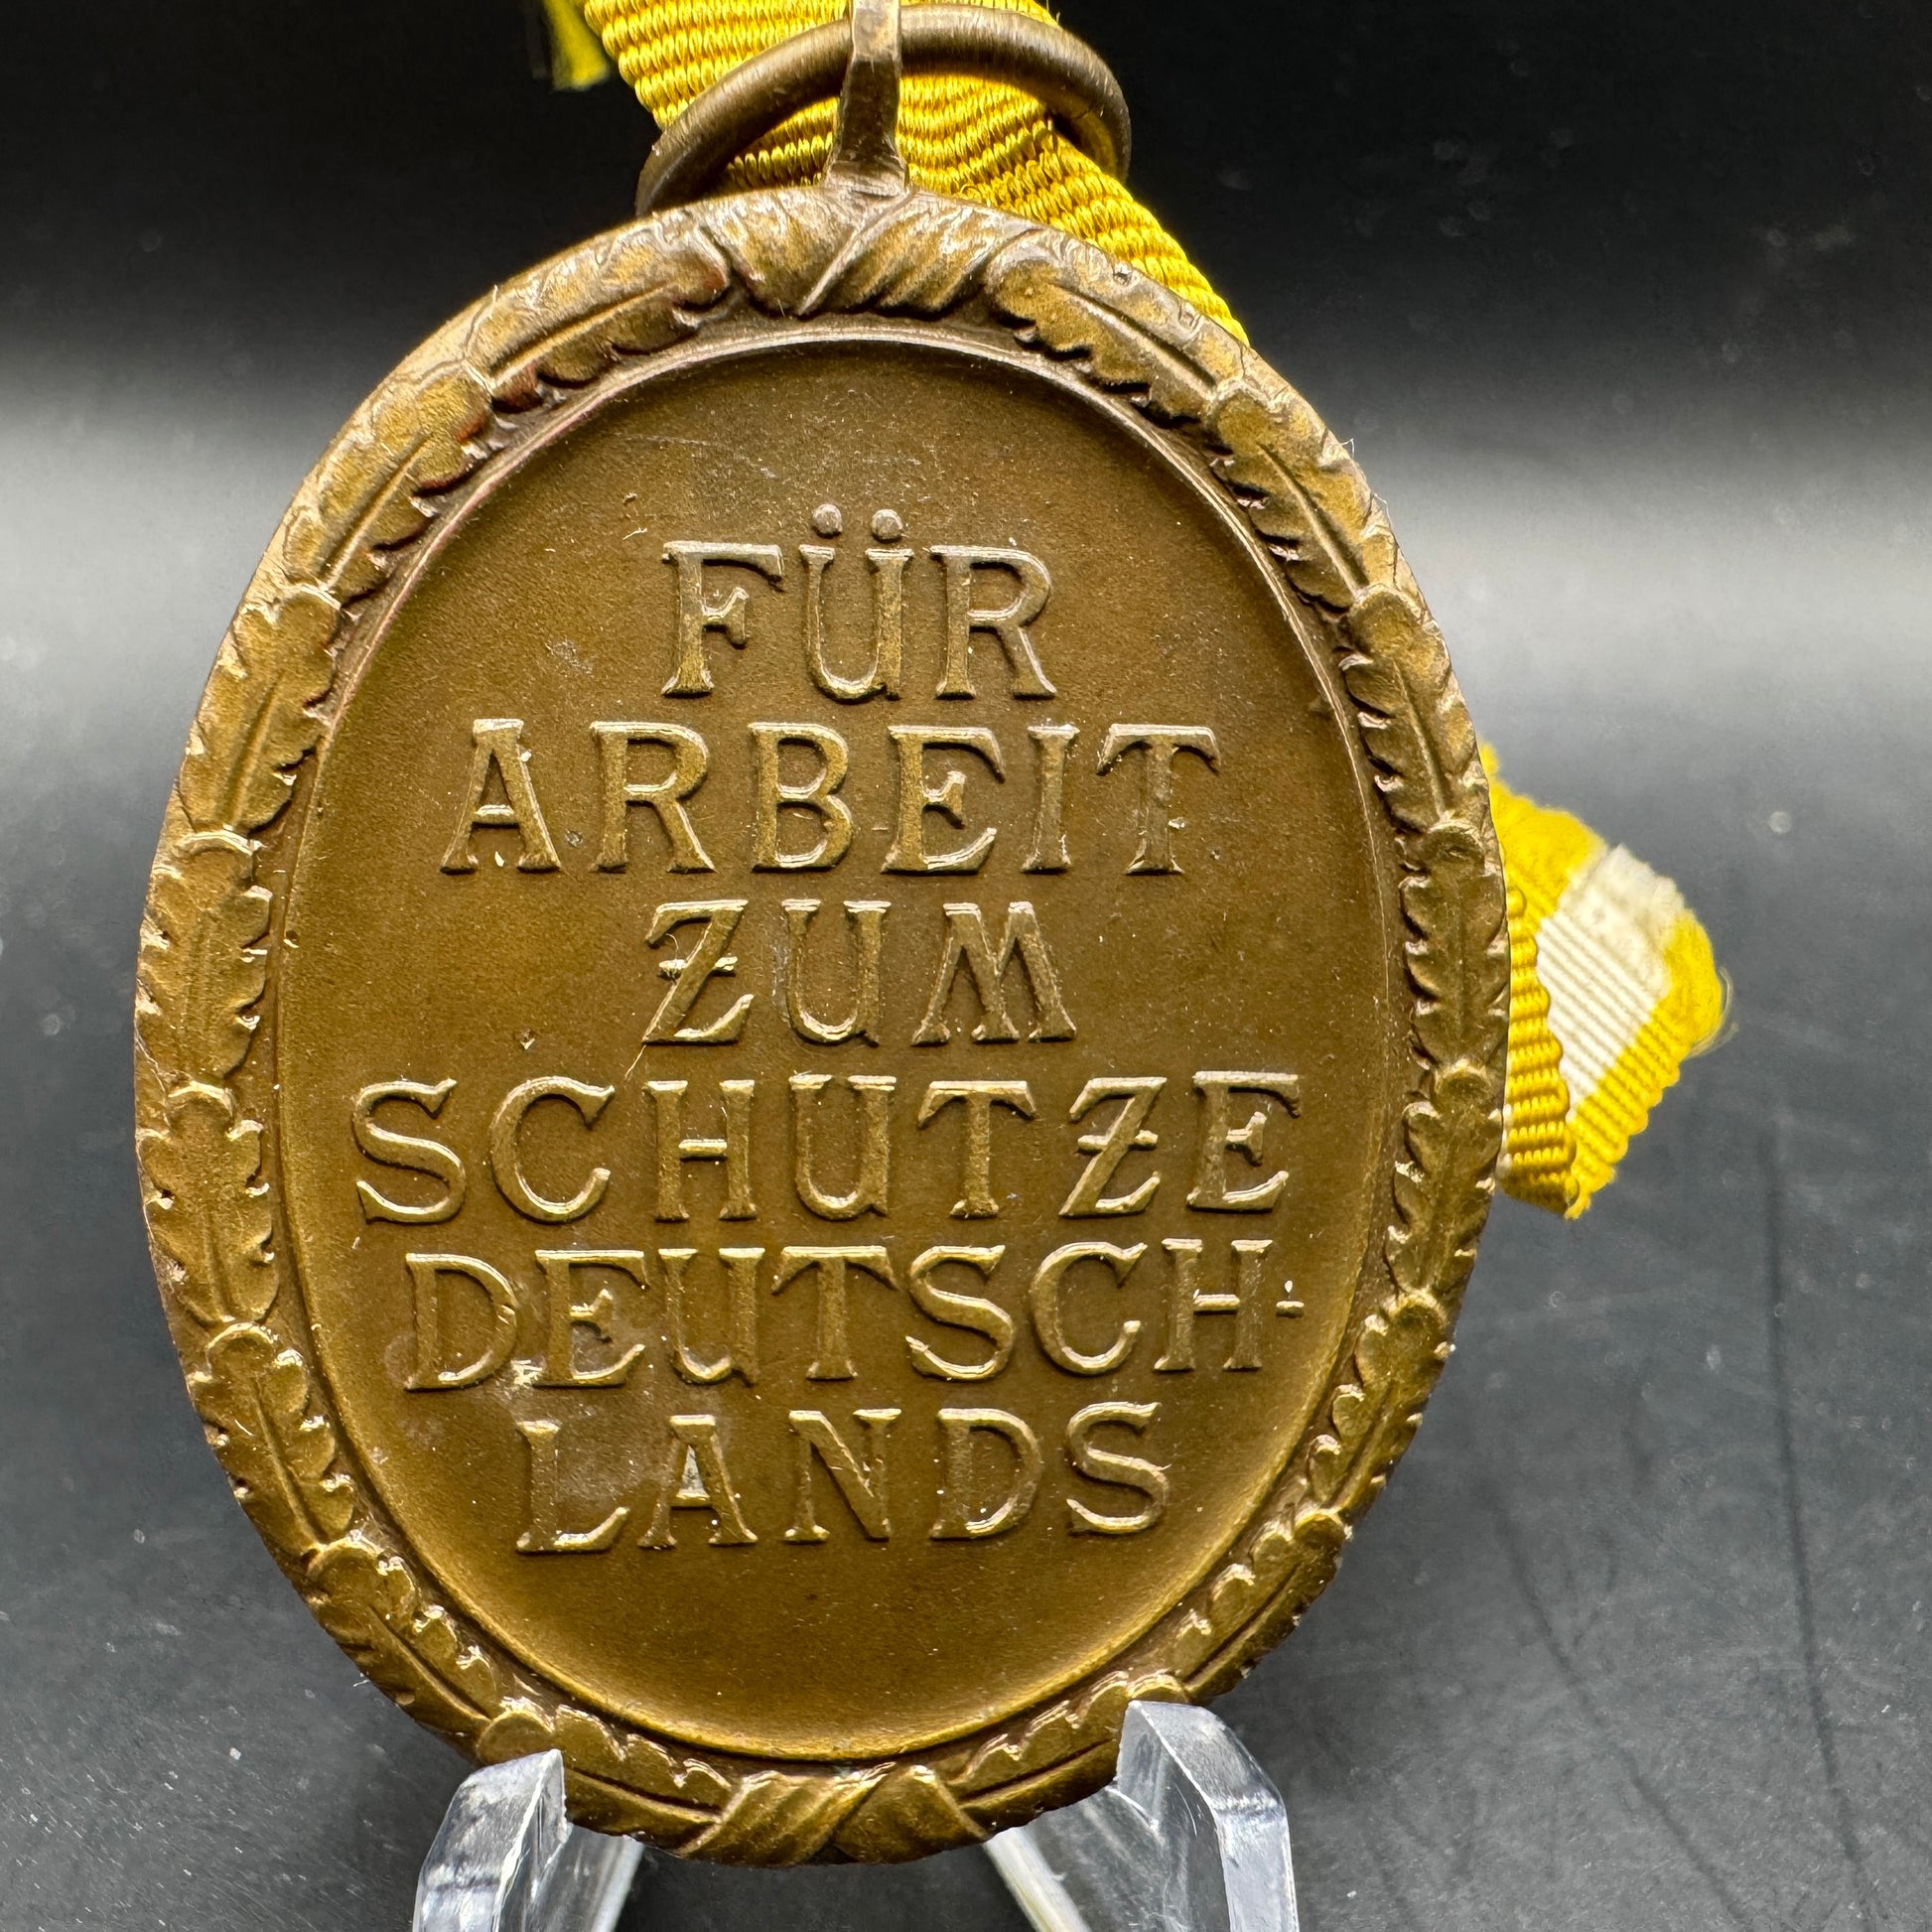 FÜR
ARBEIT
ZUM
SCHUTZE
DEUTSCH-
LANDS